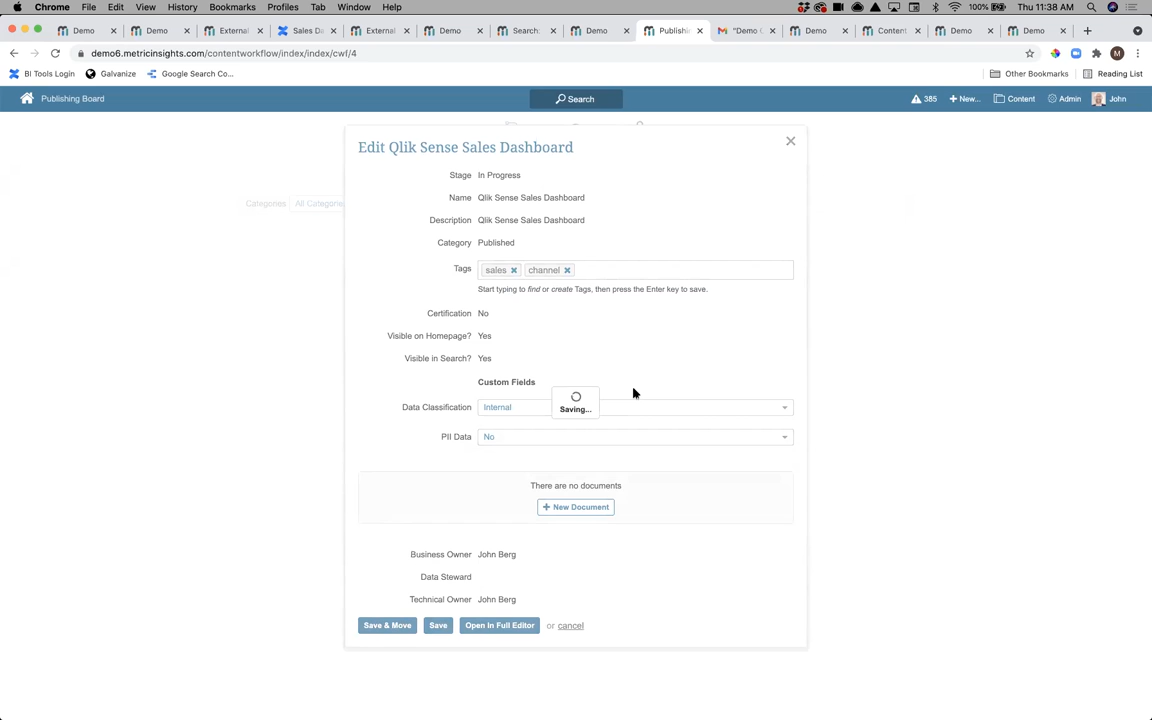 Chrome File Edit View History Bookmarks Profiles Tab Window Help 100% Thu 11:38 AM
Demo Demo External Sales Da External Demo Search: Demo Publishi "Demo ( Demo Content Demo Demo
demo6.metricinsights.com/contentworkflow/index/index/cwf/4 M
BI Tools Login Galvanize Google Search Co... Other Bookmarks Reading List
Publishing Board Search 385 New... Content Admin John
Edit Qlik Sense Sales Dashboard
Stage In Progress
Name Qlik Sense Sales Dashboard
Categories All Categorie
Description Qlik Sense Sales Dashboard
Category Published
Tags sales channel
Start typing to find or create Tags, then press the Enter key to save.
Certification No
Visible on Homepage? Yes
Visible in Search? Yes
Custom Fields
Data Classification Internal
Saving...
PII Data No
There are no documents
+ New Document
Business Owner John Berg
Data Steward
Technical Owner John Berg
Save & Move Save Open In Full Editor or cancel